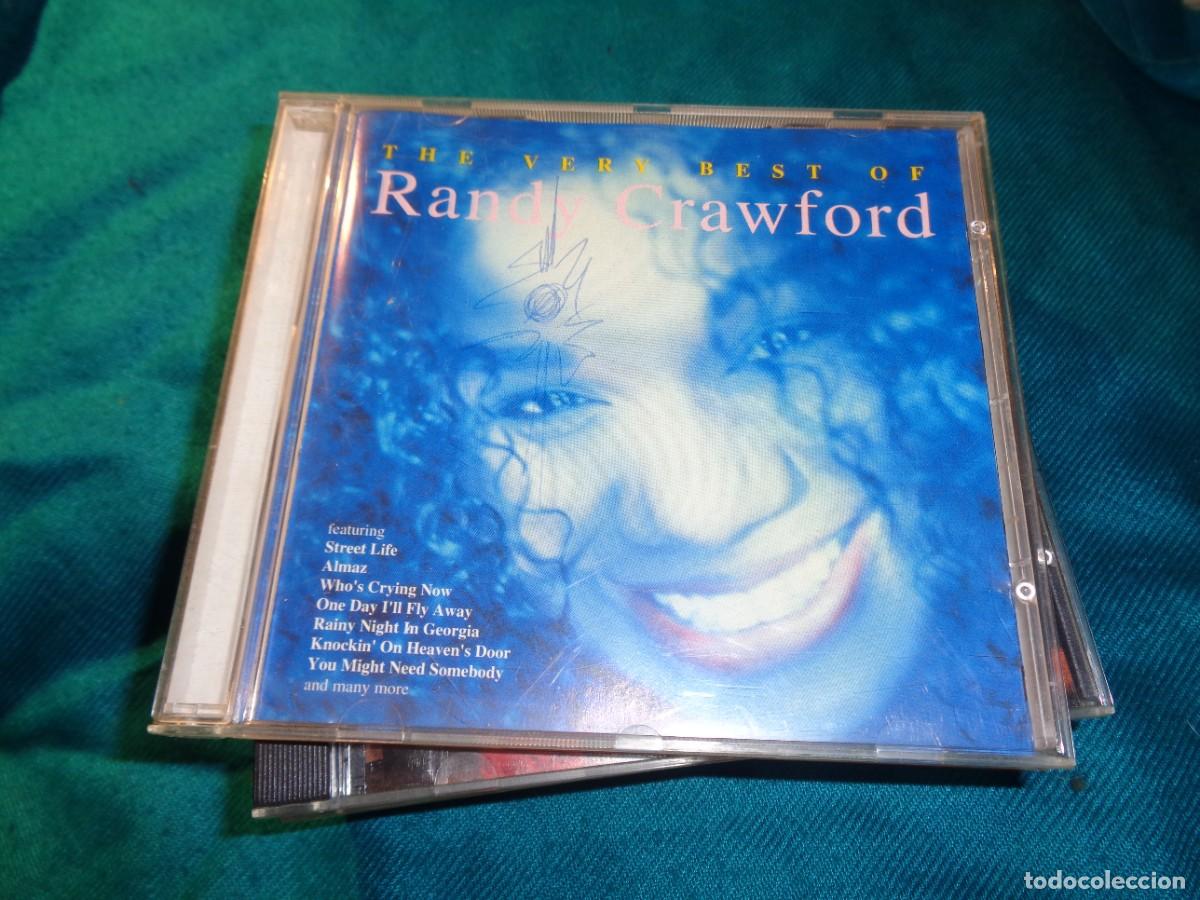 THE VERY BEST OF
Randy Crawford
featuring
Street Life
Almaz
Who's Crying Now
One Day I'll Fly Away
Rainy Night In Georgia
Knockin' On Heaven's Door
You Might Need Somebody
and many more
todocoleccion